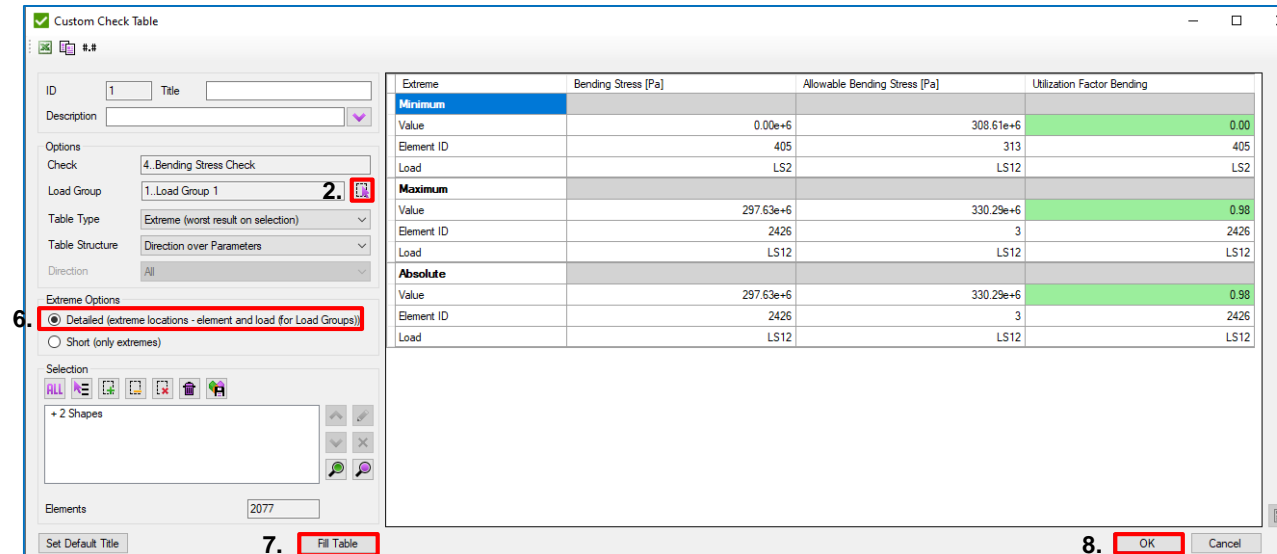 Custom Check Table
#.#
ID 1 Title
Description
Options
Check 4..Bending Stress Check
Load Group 1..Load Group 1 2.
Table Type Extreme (worst result on selection)
Table Structure Direction over Parameters
Direction All
Extreme Options
6. Detailed (extreme locations - element and load (for Load Groups))
Short (only extremes)
Selection
ALL
+ 2 Shapes
Elements 2077
Set Default Title 7. Fill Table
Extreme Bending Stress [Pa] Allowable Bending Stress [Pa] Utilization Factor Bending
Minimum
Value 0.00e+6 308.61e+6 0.00
Element ID 405 313 405
Load LS2 LS12 LS2
Maximum
Value 297.63e+6 330.29e+6 0.98
Element ID 2426 3 2426
Load LS12 LS12 LS12
Absolute
Value 297.63e+6 330.29e+6 0.98
Element ID 2426 3 2426
Load LS12 LS12 LS12
8. OK Cancel